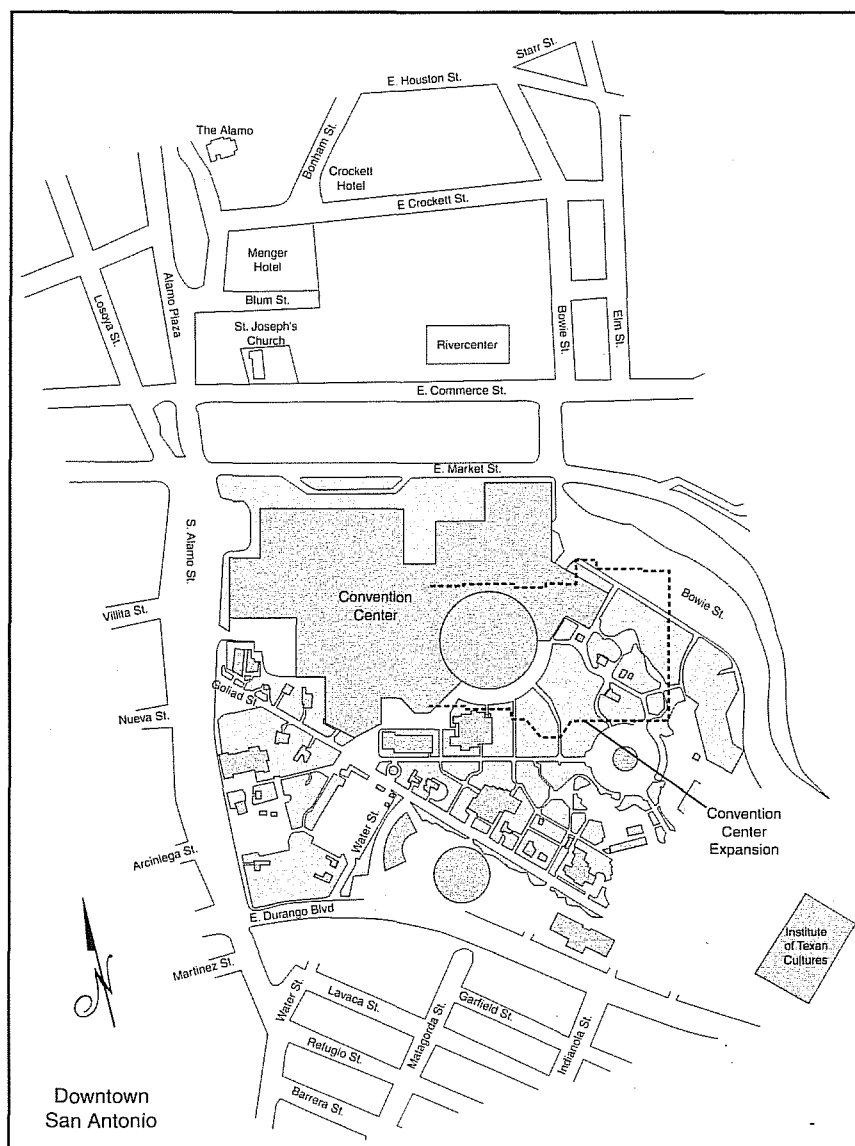 Starr St.
E. Houston St.
The Alamo
Bonham St.
Crockett
Hotel
E Crockett St.
Menger
Hotel
Alamo Plaza
Losoya St.
Blum St.
St. Joseph's
Church
Rivercenter
Bowie St.
Elm St.
E. Commerce St.
E. Market St.
S. Alamo St.
Convention
Center
Bowie St.
Villita St.
Goliad St.
Nueva St.
Water St.
Convention
Center
Expansion
Arciniega St.
E. Durango Blvd
Institute
of Texan
Cultures
N
Martinez St.
Water St.
Lavaca St.
Garfield St.
Matagorda St.
Indianola St.
Refugio St.
Barrera St.
Downtown
San Antonio